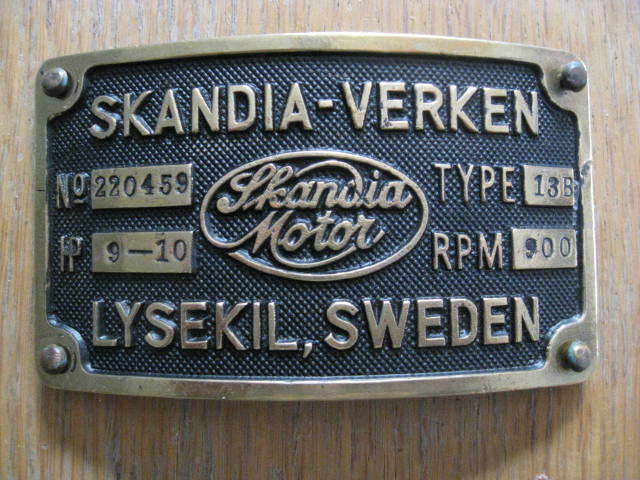 SKANDIA-VERKEN
No 220459
Skandia
Motor
TYPE 13B
HP 9-10
RPM 900
LYSEKIL, SWEDEN